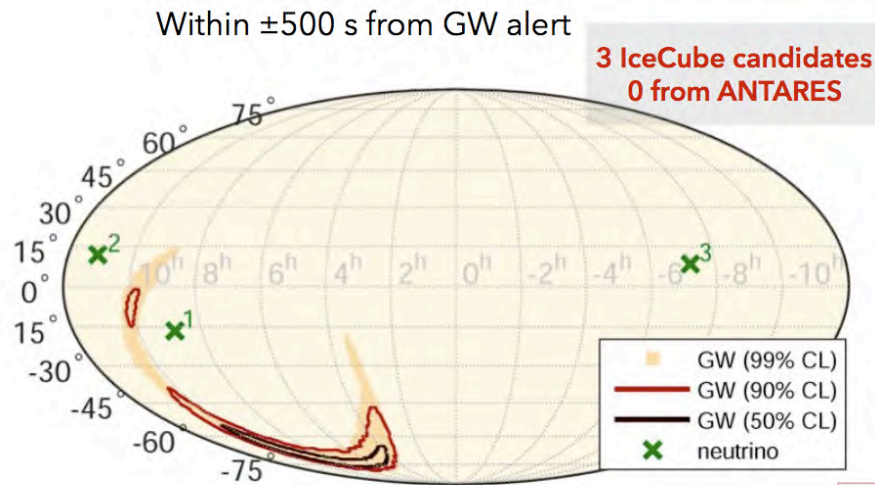 Within ±500 s from GW alert
3 IceCube candidates
0 from ANTARES
75°
60°
45°
30°
15°
0°
15°
-30°
-45°
-60°
-75°
10h 8h 6h 4h 2h 0h -2h -4h -6h -8h -10h
2
1
3
GW (99% CL)
GW (90% CL)
GW (50% CL)
neutrino